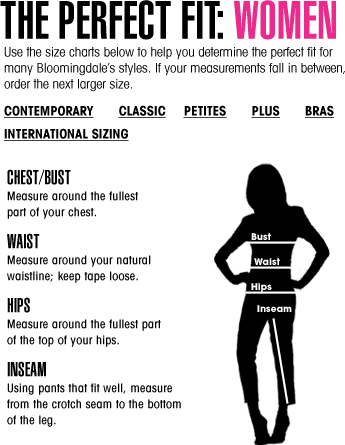 THE PERFECT FIT: WOMEN
Use the size charts below to help you determine the perfect fit for
many Bloomingdale's styles. If your measurements fall in between,
order the next larger size.
CONTEMPORARY CLASSIC PETITES PLUS BRAS
INTERNATIONAL SIZING
CHEST/BUST
Measure around the fullest
part of your chest.
WAIST
Measure around your natural
waistline; keep tape loose.
HIPS
Measure around the fullest part
of the top of your hips.
INSEAM
Using pants that fit well, measure
from the crotch seam to the bottom
of the leg.
Bust
Waist
Hips
Inseam